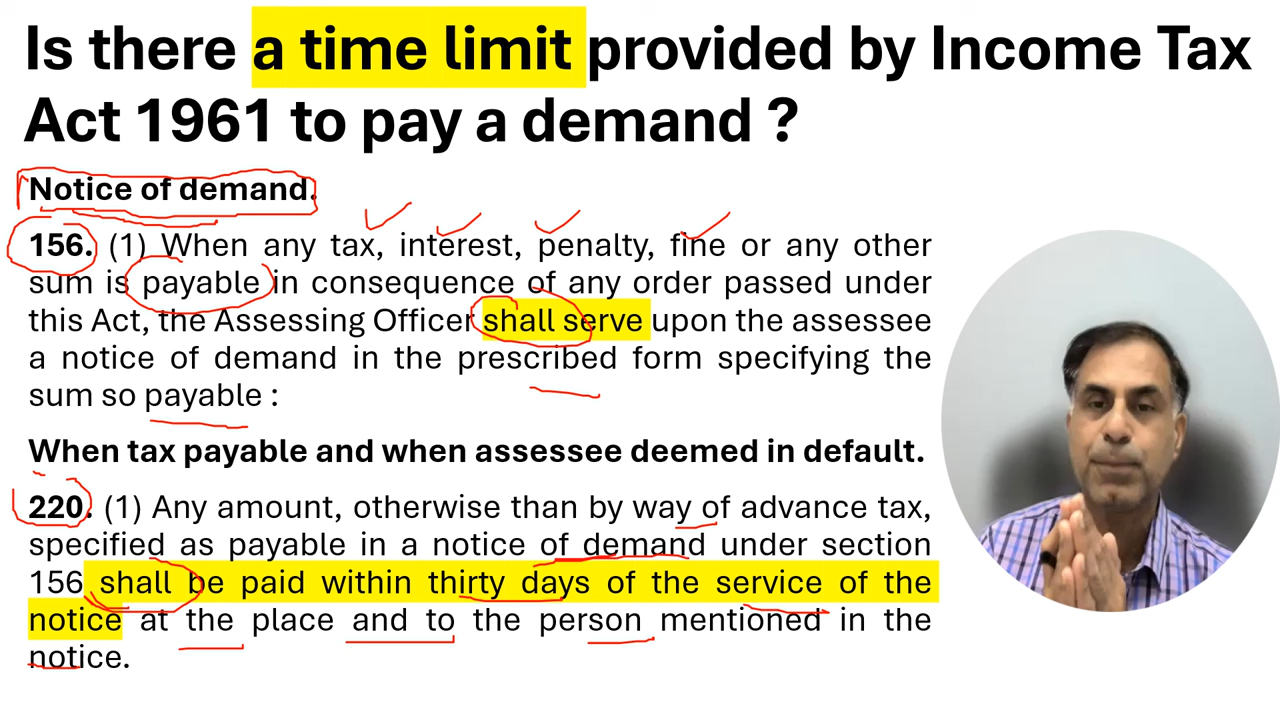 Is there a time limit provided by Income Tax
Act 1961 to pay a demand ?
Notice of demand.
156. (1) When any tax, interest, penalty, fine or any other
sum is payable in consequence of any order passed under
this Act, the Assessing Officer shall serve upon the assessee
a notice of demand in the prescribed form specifying the
sum so payable :
When tax payable and when assessee deemed in default.
220. (1) Any amount, otherwise than by way of advance tax,
specified as payable in a notice of demand under section
156 shall be paid within thirty days of the service of the
notice at the place and to the person mentioned in the
notice.